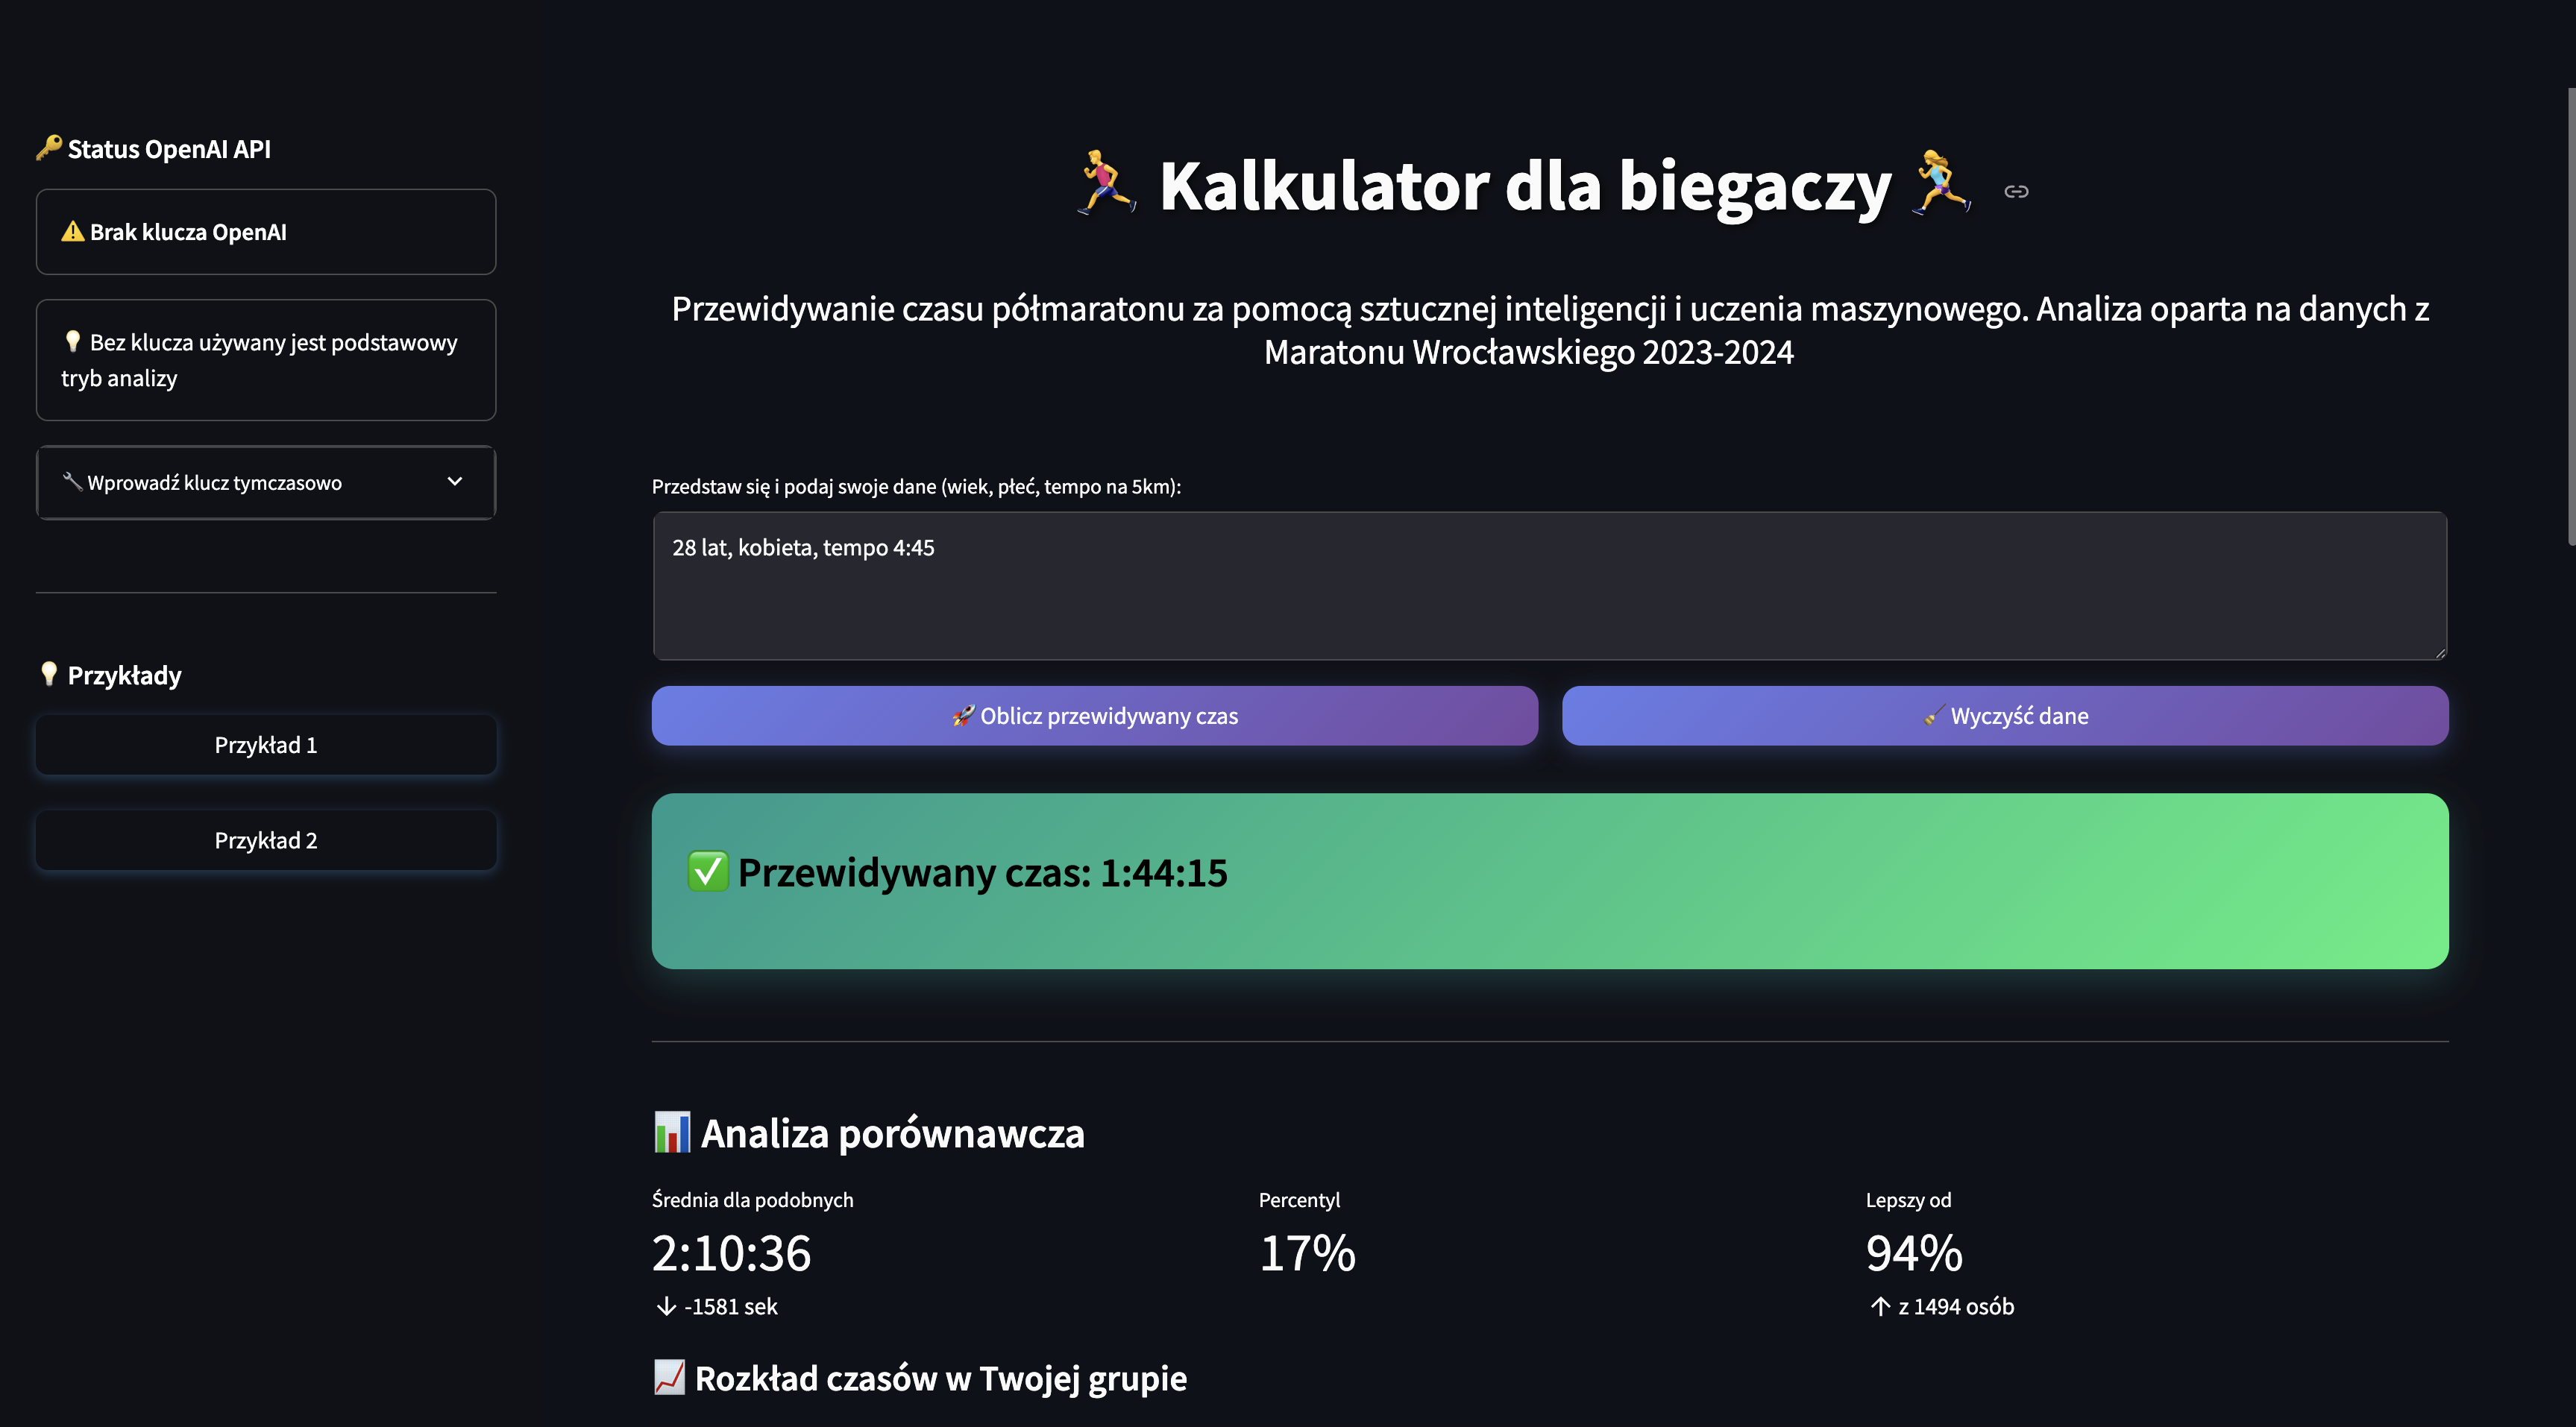 🔑 Status OpenAI API
⚠️ Brak klucza OpenAI
💡 Bez klucza używany jest podstawowy
tryb analizy
🔧 Wprowadź klucz tymczasowo
💡 Przykłady
Przykład 1
Przykład 2
🏃‍♂️ Kalkulator dla biegaczy 🏃‍♀️
Przewidywanie czasu półmaratonu za pomocą sztucznej inteligencji i uczenia maszynowego. Analiza oparta na danych z
Maratonu Wrocławskiego 2023-2024
Przedstaw się i podaj swoje dane (wiek, płeć, tempo na 5km):
28 lat, kobieta, tempo 4:45
🚀 Oblicz przewidywany czas
🧹 Wyczyść dane
✅ Przewidywany czas: 1:44:15
📊 Analiza porównawcza
Średnia dla podobnych
2:10:36
↓ -1581 sek
Percentyl
17%
Lepszy od
94%
↑ z 1494 osób
📈 Rozkład czasów w Twojej grupie